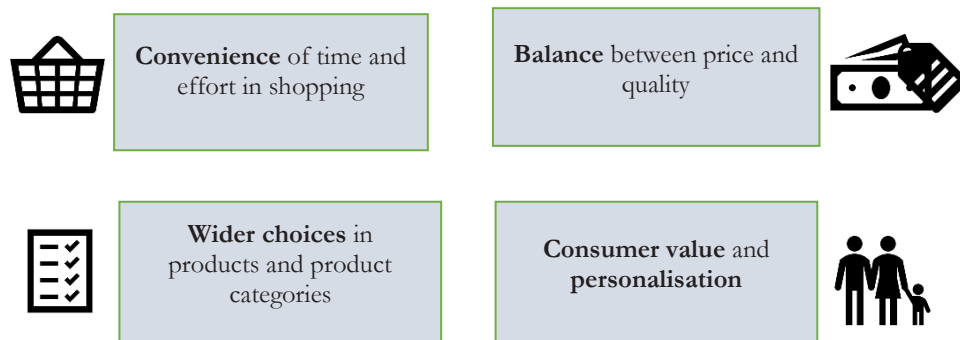 Convenience of time and
effort in shopping
Balance between price and
quality
Wider choices in
products and product
categories
Consumer value and
personalisation